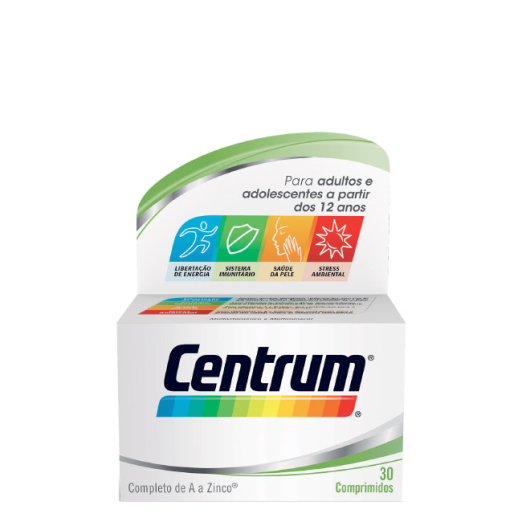 Para adultos e
adolescentes a partir
dos 12 anos
LIBERTAÇÃO
DE ENERGIA
SISTEMA
IMUNITÁRIO
SAÚDE
DA PELE
STRESS
AMBIENTAL
Centrum®
®
Completo de A a Zinco®
30
Comprimidos